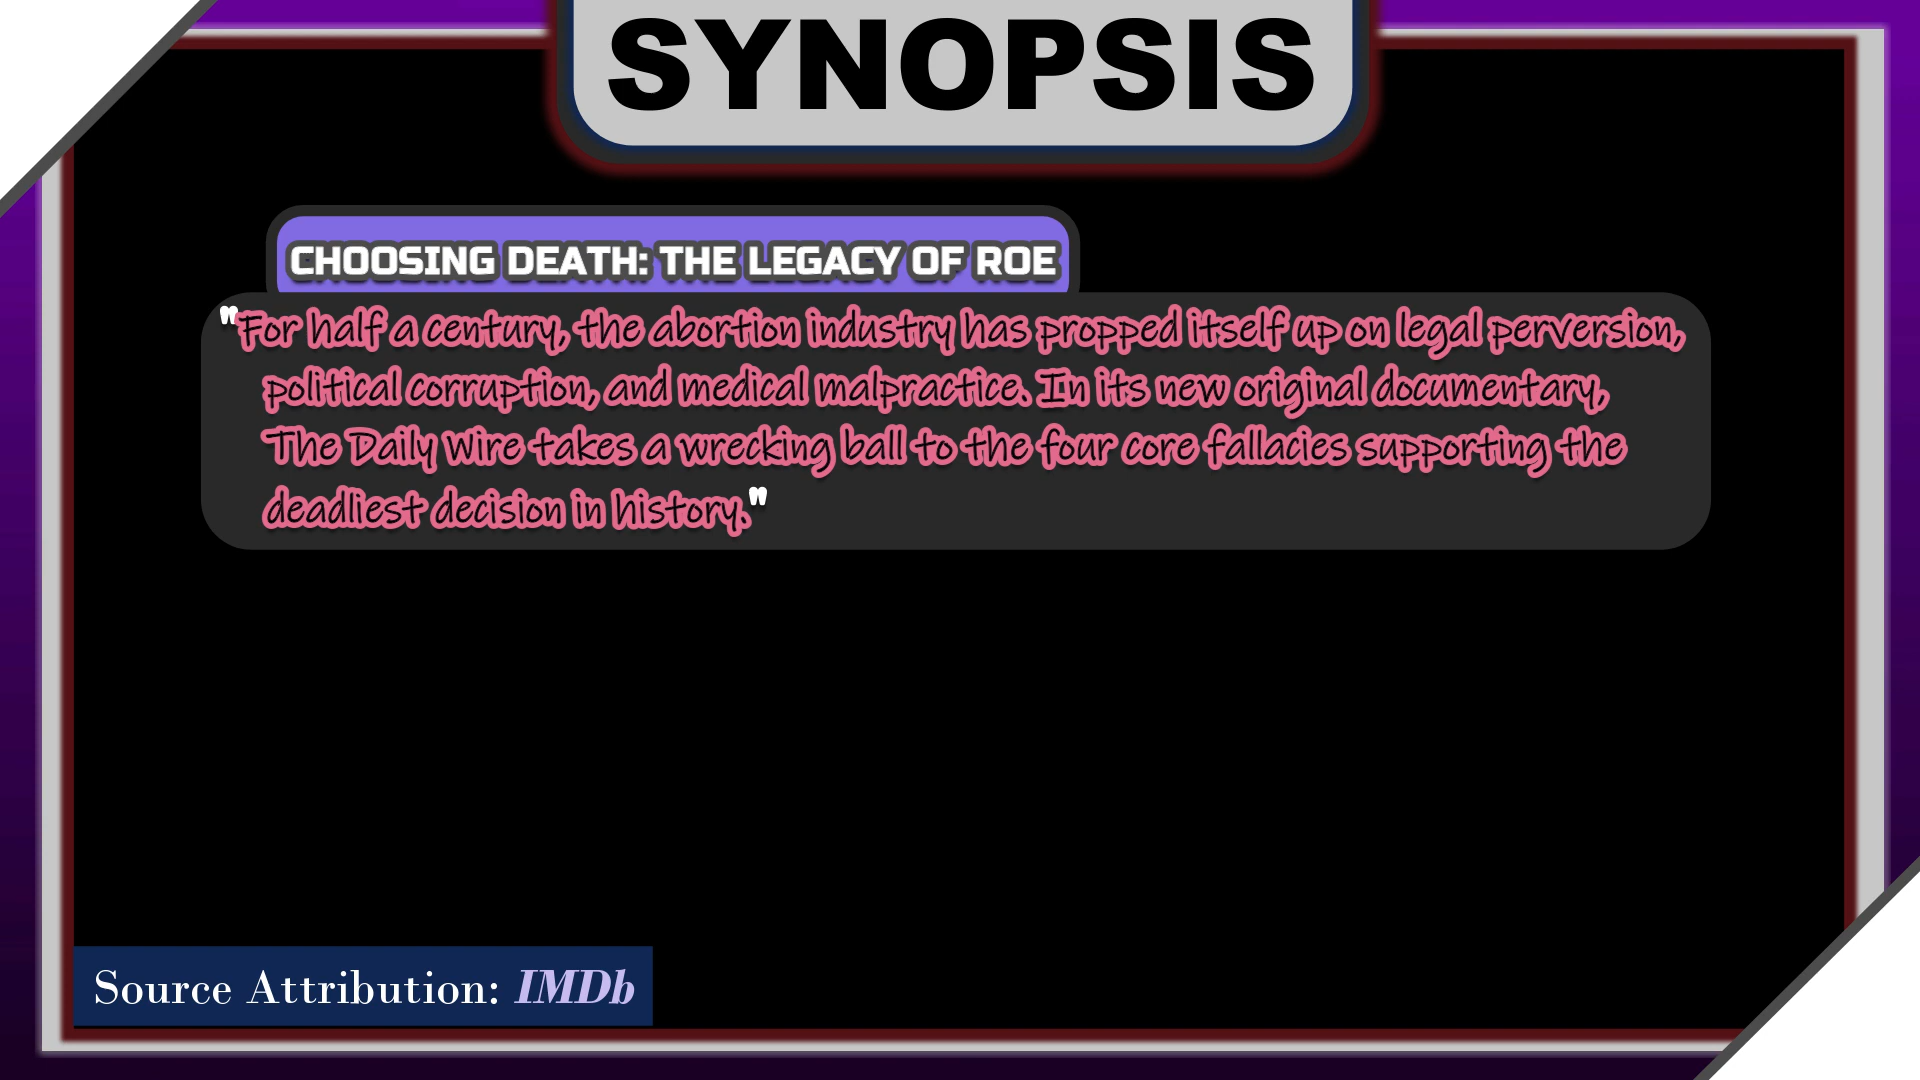 SYNOPSIS
CHOOSING DEATH: THE LEGACY OF ROE
"For half a century, the abortion industry has propped itself up on legal perversion,
political corruption, and medical malpractice. In its new original documentary,
The Daily Wire takes a wrecking ball to the four core fallacies supporting the
deadliest decision in history."
Source Attribution: IMDb